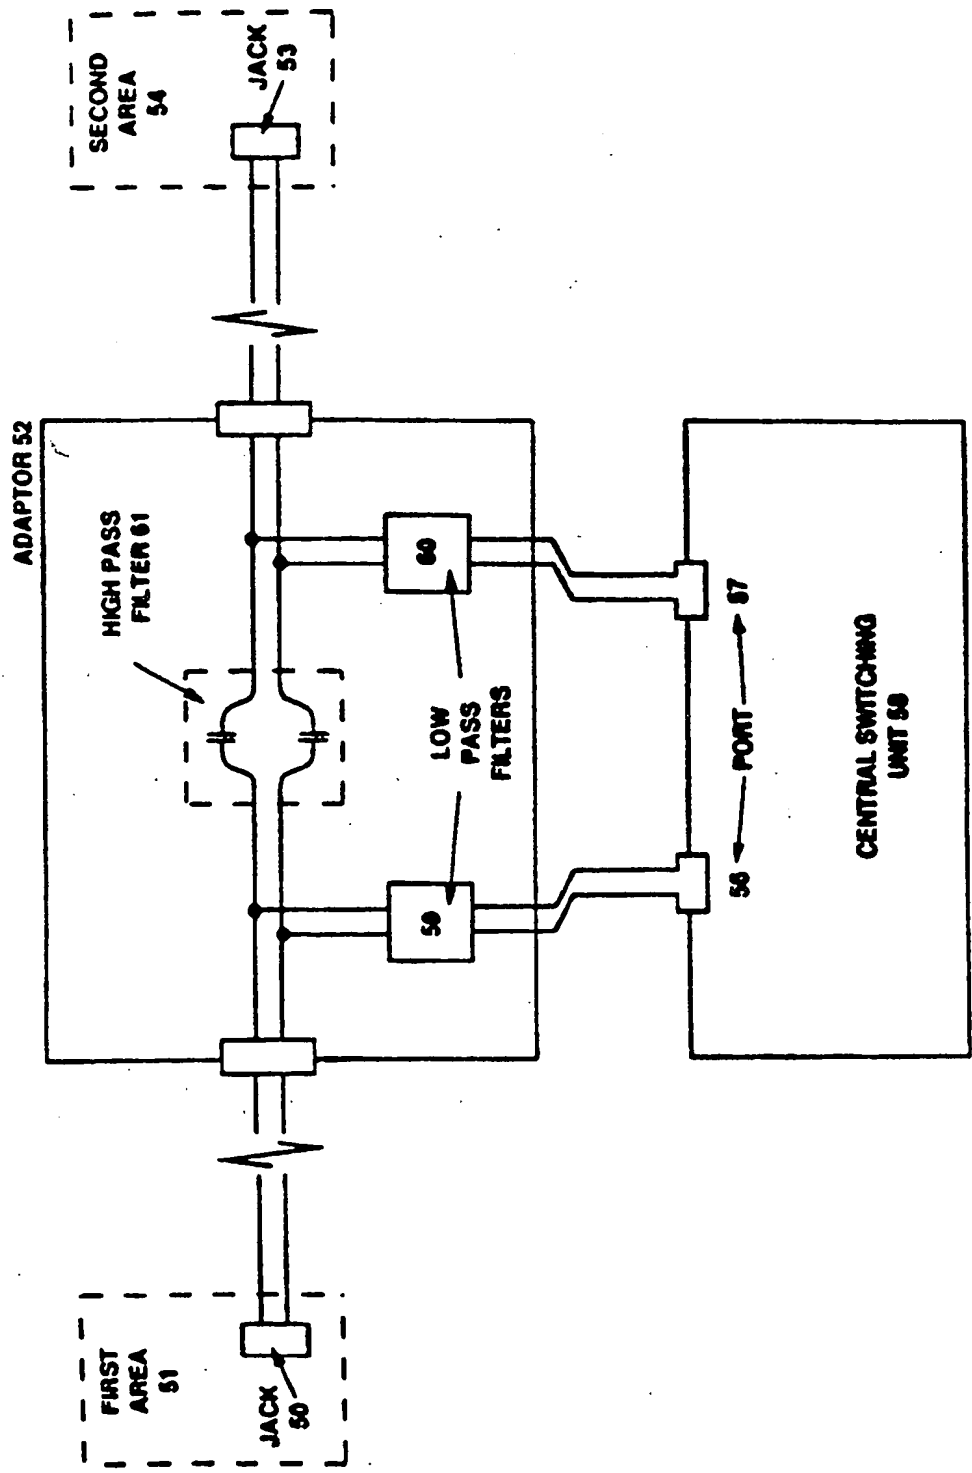 FIRST
AREA
51
JACK
50
ADAPTOR 52
HIGH PASS
FILTER 61
SECOND
AREA
54
JACK
53
59
LOW
PASS
FILTERS
60
56
PORT
57
CENTRAL SWITCHING
UNIT 58